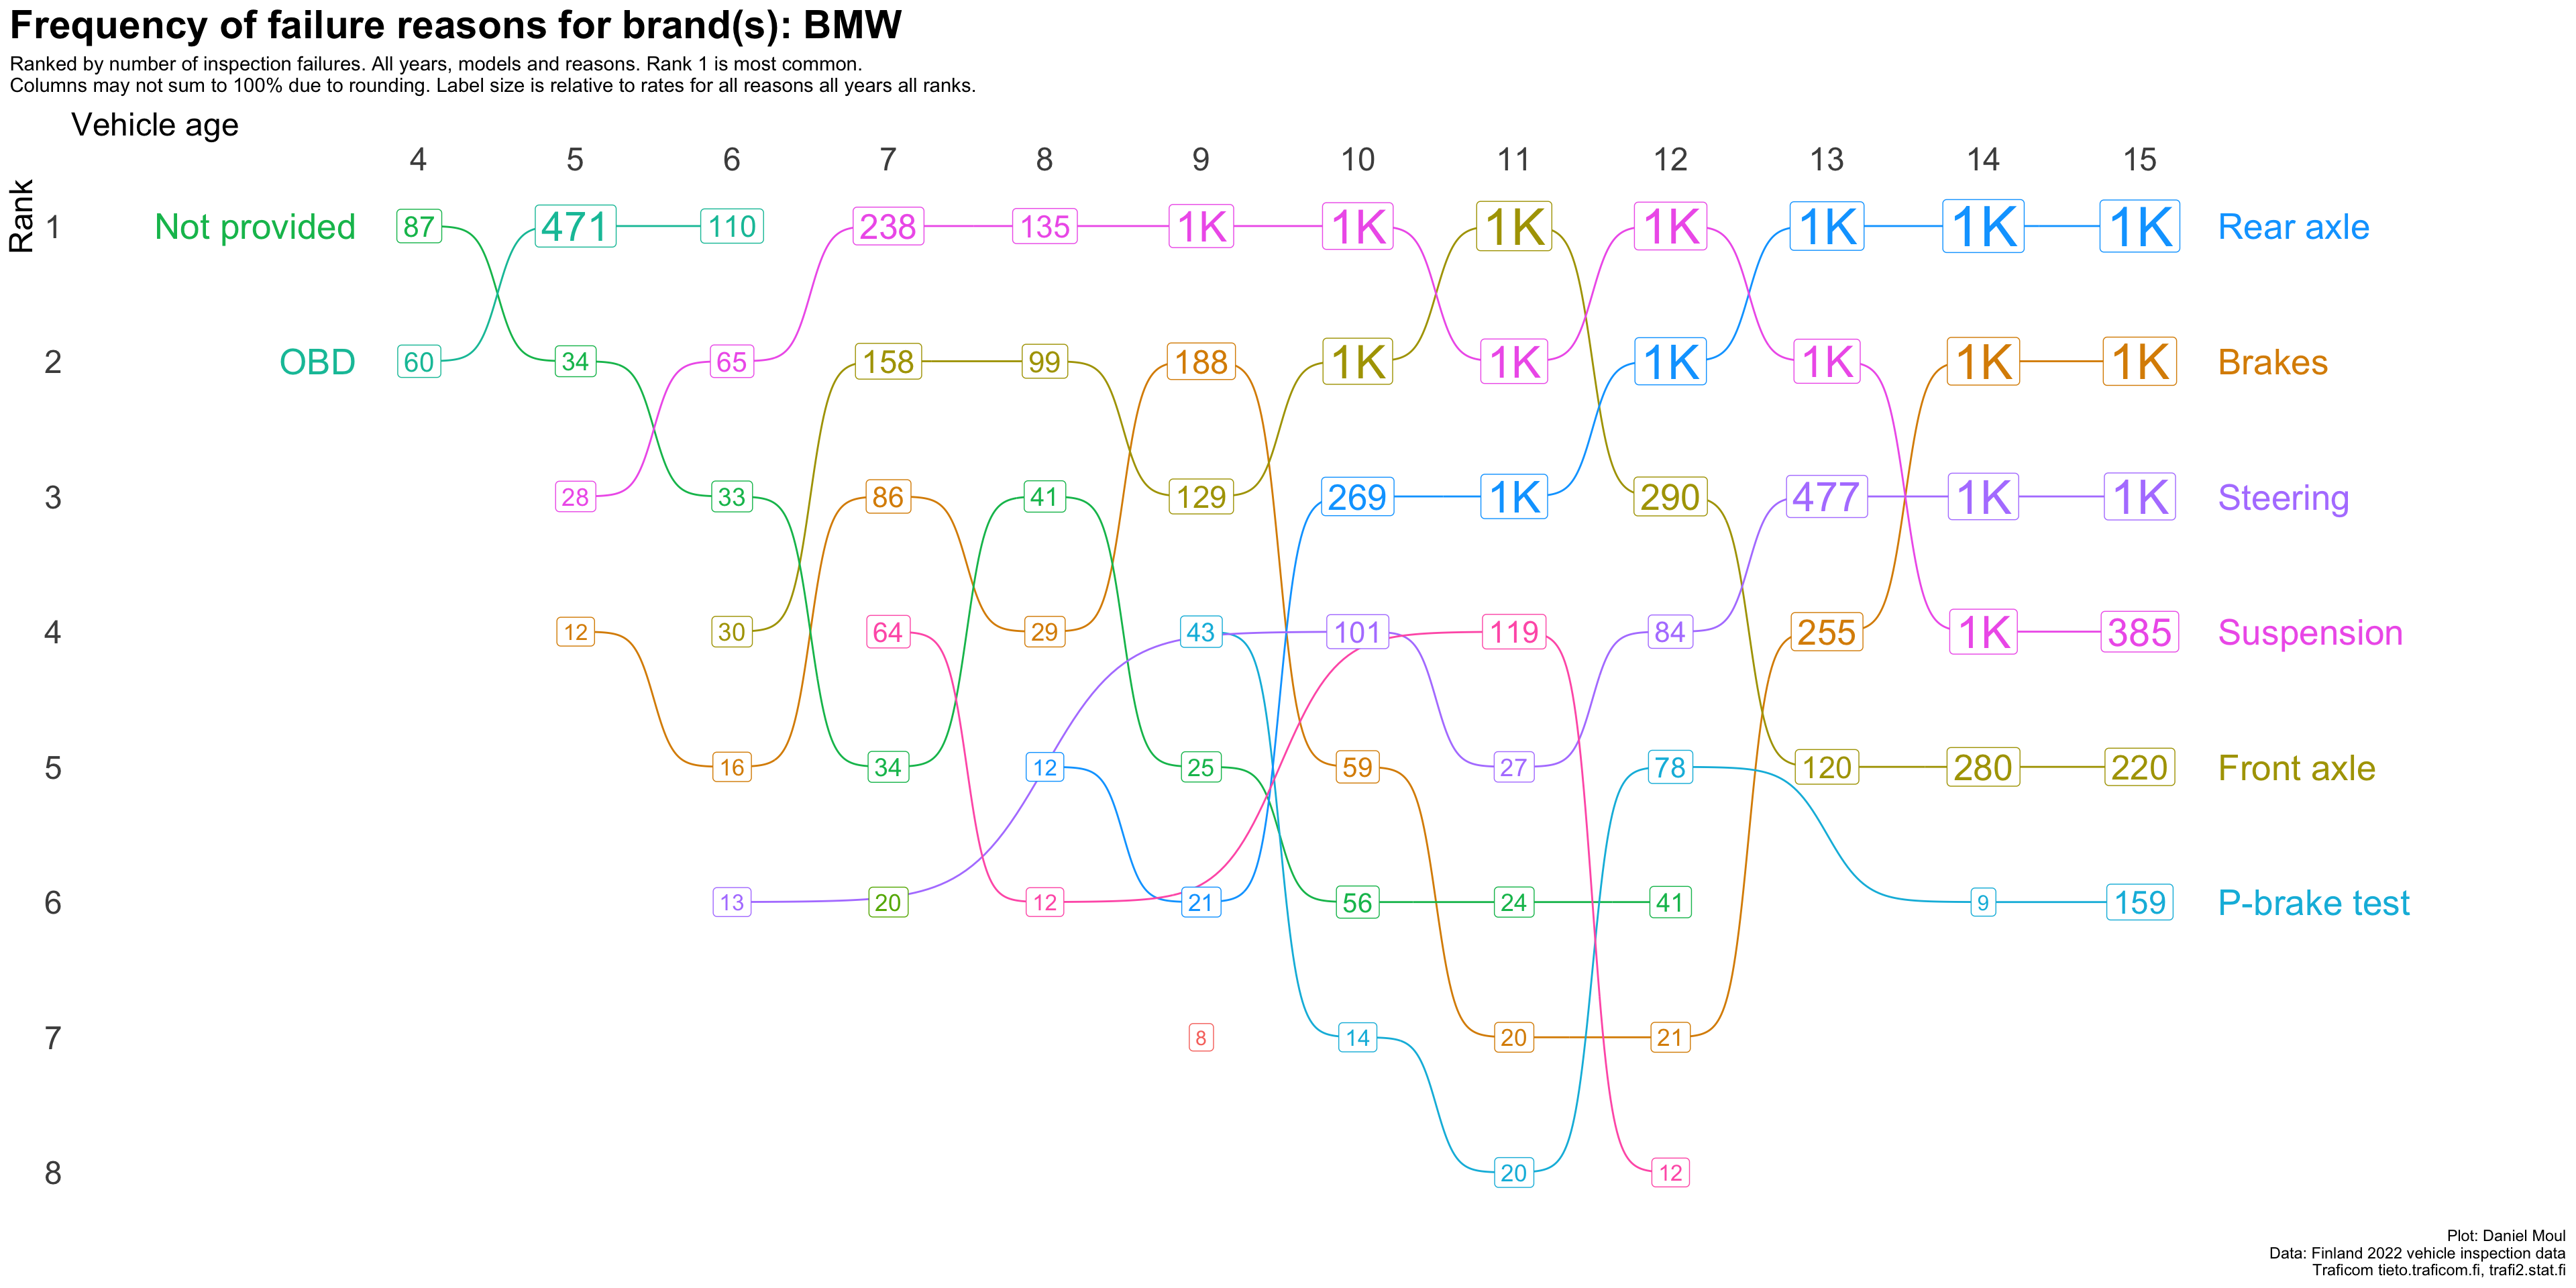 Frequency of failure reasons for brand(s): BMW
Ranked by number of inspection failures. All years, models and reasons. Rank 1 is most common.
Columns may not sum to 100% due to rounding. Label size is relative to rates for all reasons all years all ranks.
Vehicle age
4 5 6 7 8 9 10 11 12 13 14 15
Rank
1 Not provided 87 471 110 238 135 1K 1K 1K 1K 1K 1K 1K Rear axle
2 OBD 60 34 65 158 99 188 1K 1K 1K 1K 1K 1K Brakes
3 28 33 86 41 129 269 1K 290 477 1K 1K Steering
4 12 30 64 29 43 101 119 84 255 1K 385 Suspension
5 16 34 12 25 59 27 78 120 280 220 Front axle
6 13 20 12 21 56 24 41 9 159 P-brake test
7 8 14 20 21
8 20 12
Plot: Daniel Moul
Data: Finland 2022 vehicle inspection data
Traficom tieto.traficom.fi, trafi2.stat.fi